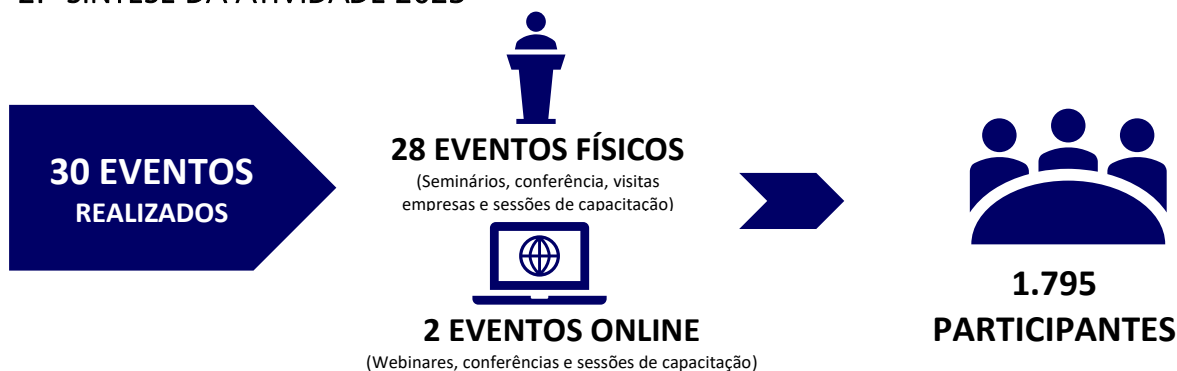 30 EVENTOS
REALIZADOS
28 EVENTOS FÍSICOS
(Seminários, conferência, visitas
empresas e sessões de capacitação)
2 EVENTOS ONLINE
(Webinares, conferências e sessões de capacitação)
1.795
PARTICIPANTES